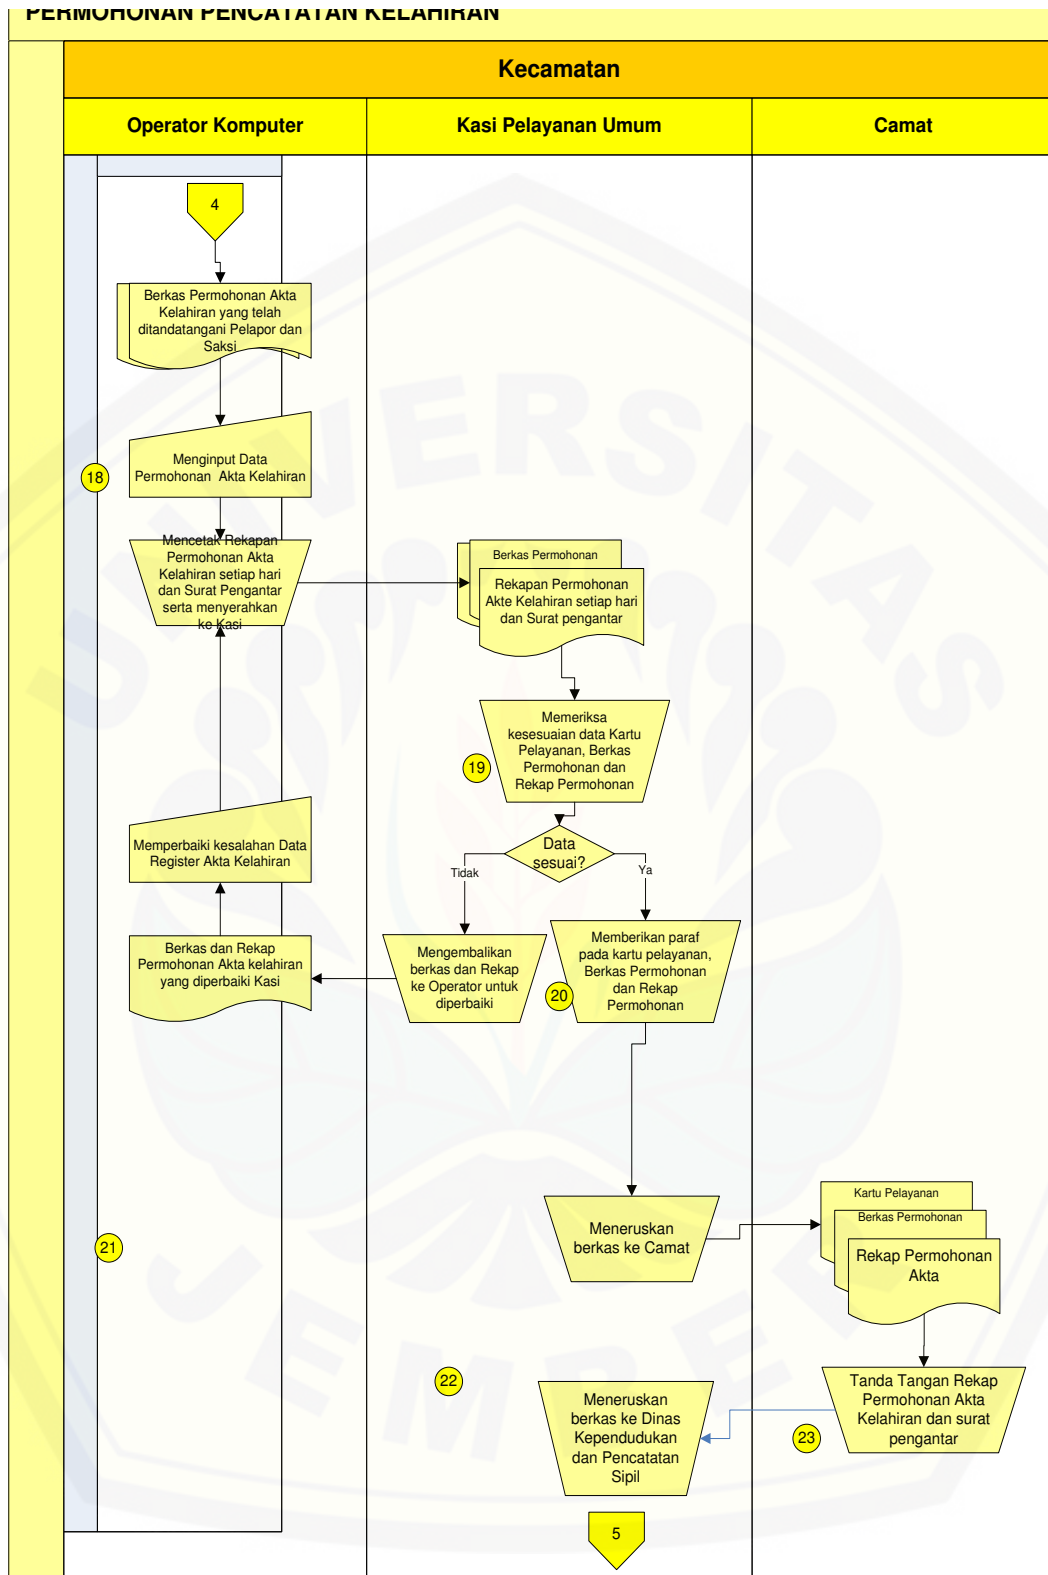 PERMOHONAN PENCATATAN KELAHIRAN
Kecamatan
Operator Komputer
Kasi Pelayanan Umum
Camat
4
Berkas Permohonan Akta
Kelahiran yang telah
ditandatangani Pelapor dan
Saksi
Menginput Data
Permohonan Akta Kelahiran
18
Mencetak Rekapan
Permohonan Akta
Kelahiran setiap hari
dan Surat Pengantar
serta menyerahkan
ke Kasi
Berkas Permohonan
Rekapan Permohonan
Akte Kelahiran setiap hari
dan Surat pengantar
Memeriksa
kesesuaian data Kartu
Pelayanan, Berkas
Permohonan dan
Rekap Permohonan
19
Data
sesuai?
Tidak
Ya
Memperbaiki kesalahan Data
Register Akta Kelahiran
Berkas dan Rekap
Permohonan Akta kelahiran
yang diperbaiki Kasi
Mengembalikan
berkas dan Rekap
ke Operator untuk
diperbaiki
Memberikan paraf
pada kartu pelayanan,
Berkas Permohonan
dan Rekap
Permohonan
20
Meneruskan
berkas ke Camat
Kartu Pelayanan
Berkas Permohonan
Rekap Permohonan
Akta
21
22
Meneruskan
berkas ke Dinas
Kependudukan
dan Pencatatan
Sipil
23
Tanda Tangan Rekap
Permohonan Akta
Kelahiran dan surat
pengantar
5
UNIVERSITAS
JEMBER